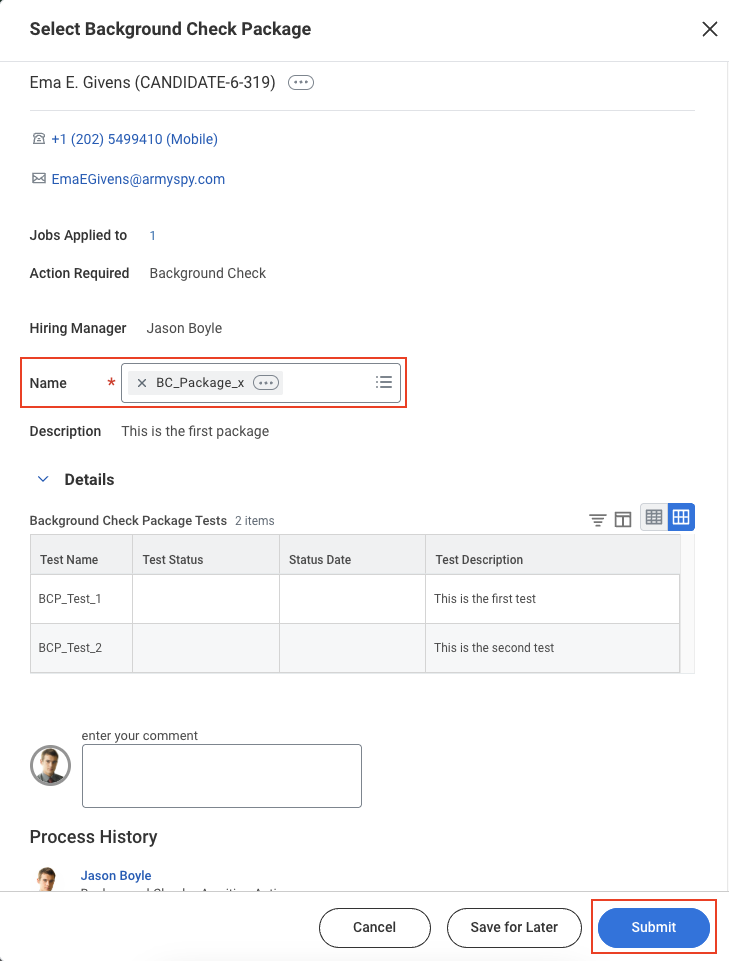 Select Background Check Package
Ema E. Givens (CANDIDATE-6-319)
+1 (202) 5499410 (Mobile)
EmaEGivens@armyspy.com
Jobs Applied to 1
Action Required Background Check
Hiring Manager Jason Boyle
Name * BC_Package_x
Description This is the first package
Details
Background Check Package Tests 2 items
Test Name Test Status Status Date Test Description
BCP_Test_1 This is the first test
BCP_Test_2 This is the second test
enter your comment
Process History
Jason Boyle
Cancel Save for Later Submit